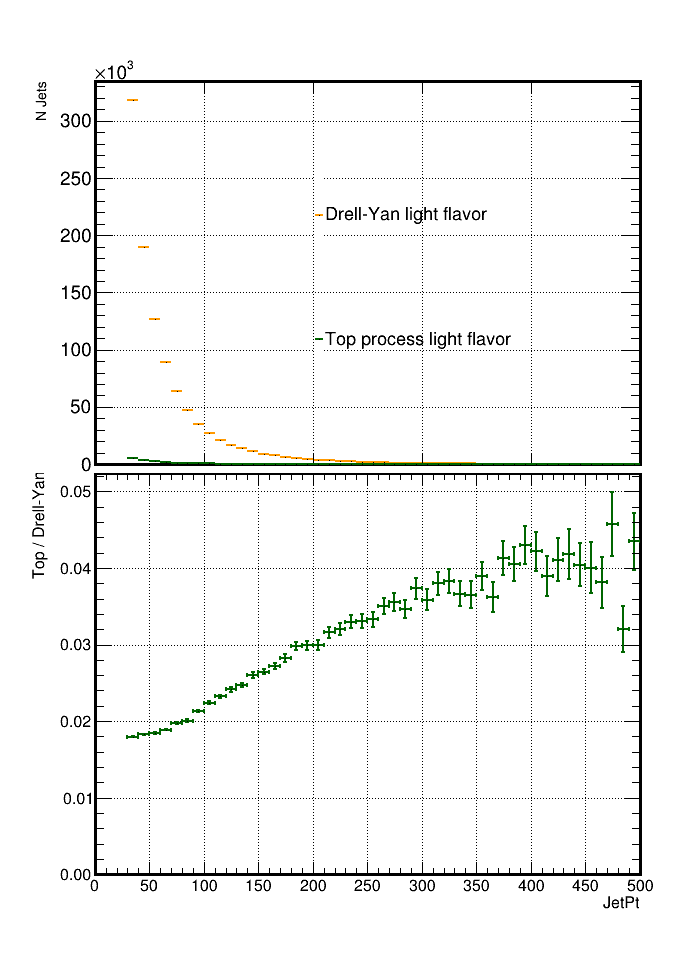 ×10³
N Jets
300
250
200
150
100
50
0
Drell-Yan light flavor
Top process light flavor
Top / Drell-Yan
0.05
0.04
0.03
0.02
0.01
0.00
0 50 100 150 200 250 300 350 400 450 500
JetPt